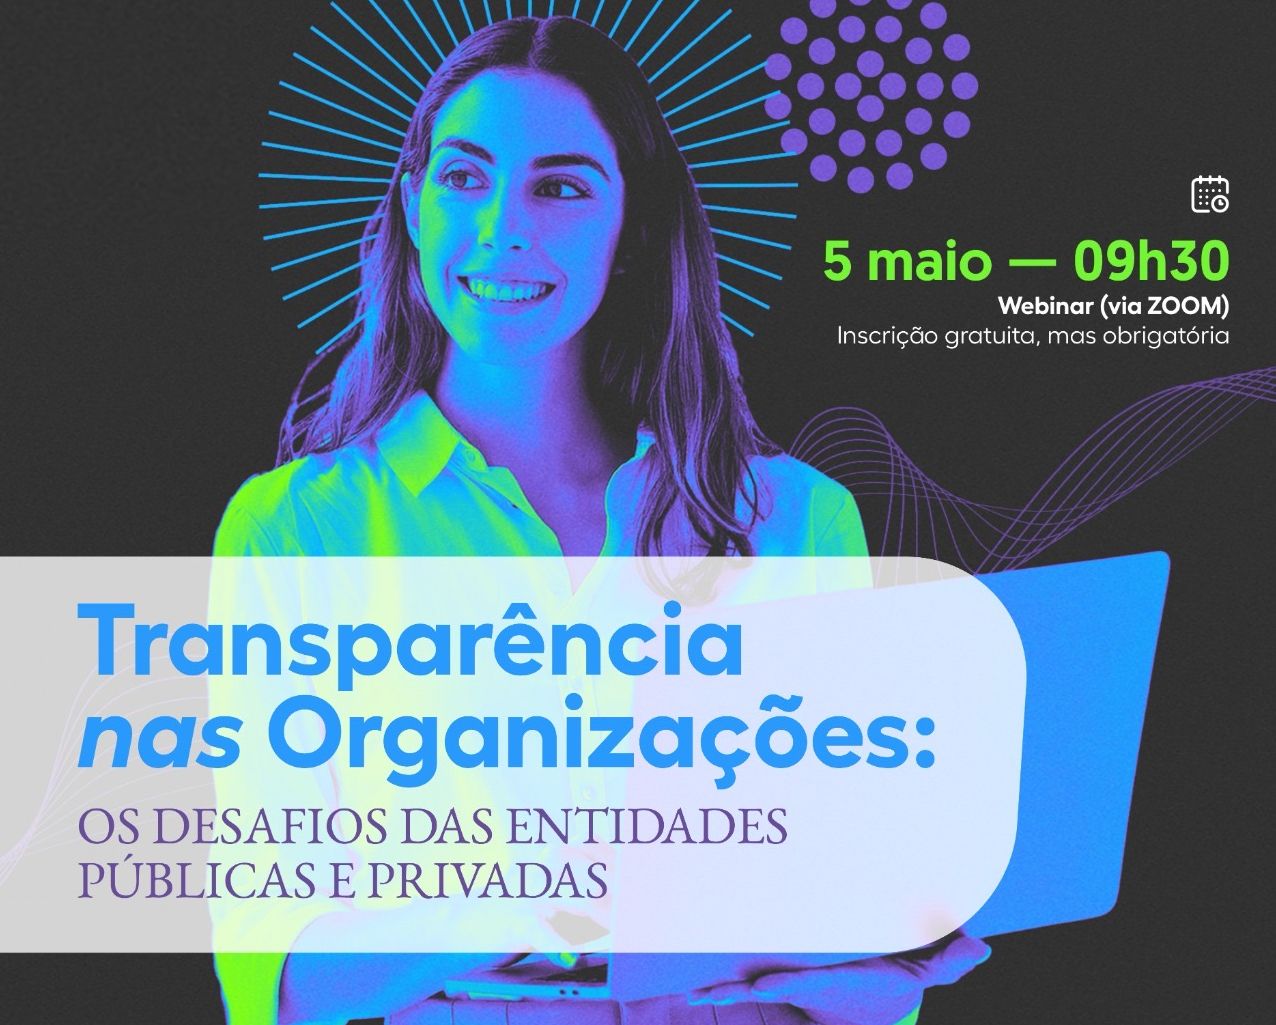 5 maio — 09h30
Webinar (via ZOOM)
Inscrição gratuita, mas obrigatória
Transparência
nas Organizações:
OS DESAFIOS DAS ENTIDADES
PÚBLICAS E PRIVADAS